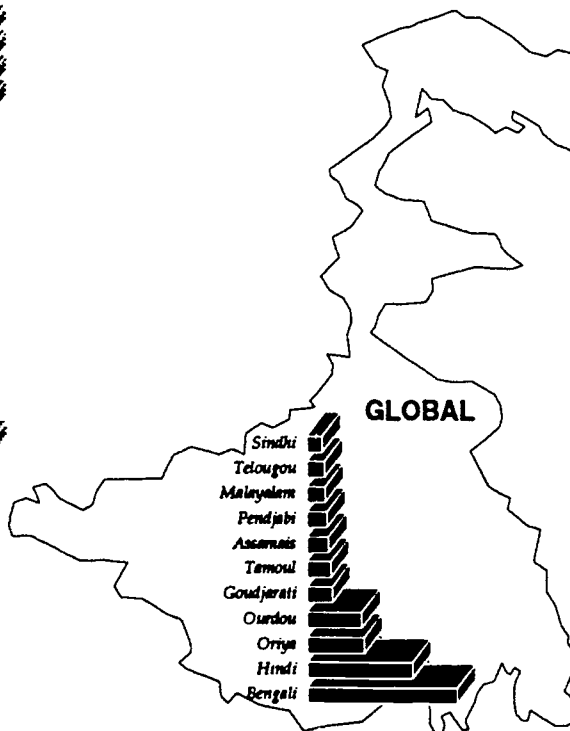 GLOBAL
Sindhi
Telougou
Malayalam
Pendjabi
Assamais
Tamoul
Goudjarati
Ourdou
Oriya
Hindi
Bengali